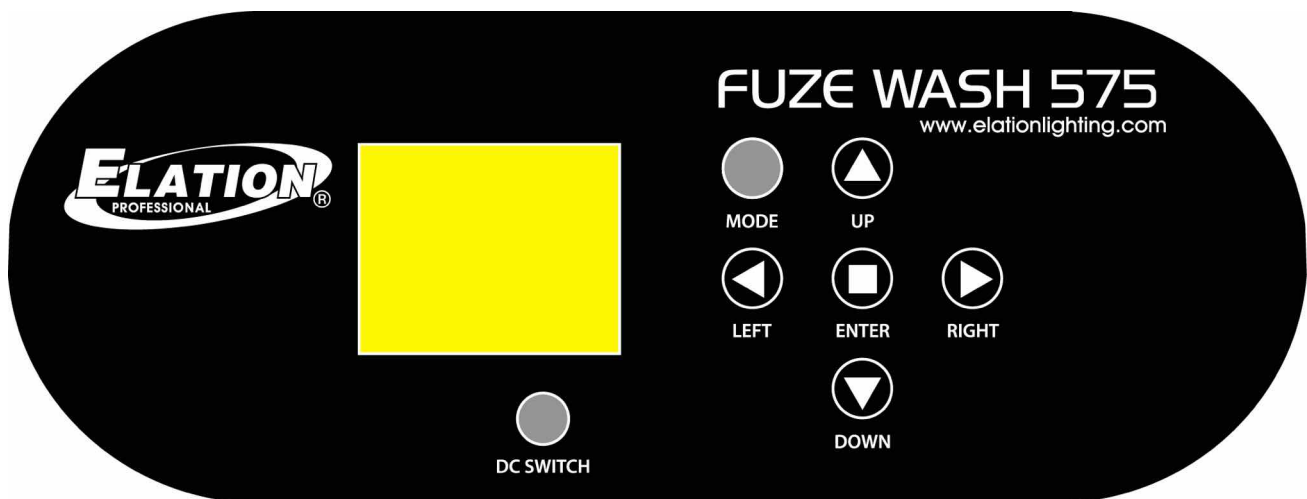 FUZE WASH 575
www.elationlighting.com
ELATION®
PROFESSIONAL
MODE UP
LEFT ENTER RIGHT
DOWN
DC SWITCH